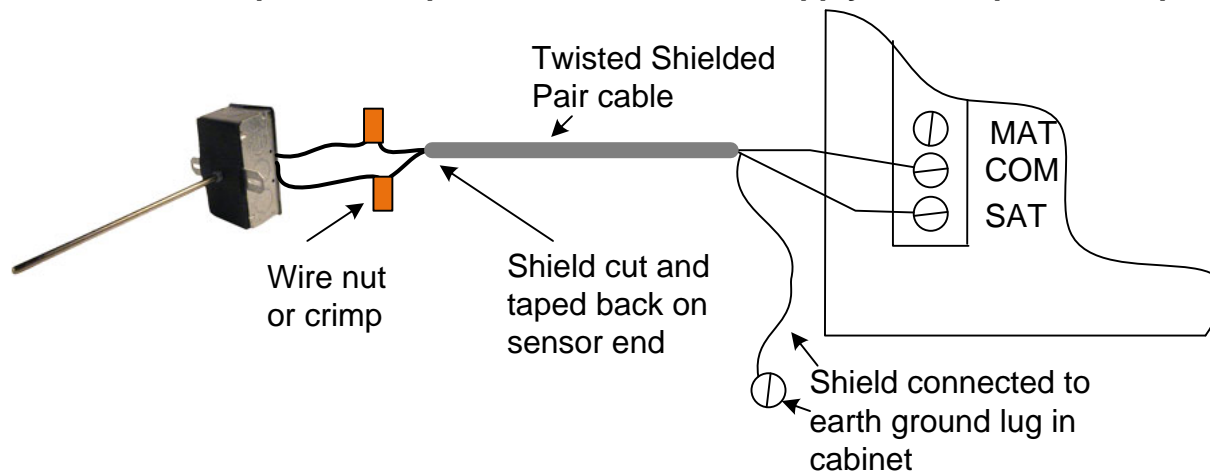 Twisted Shielded
Pair cable
MAT
COM
SAT
Wire nut
or crimp
Shield cut and
taped back on
sensor end
Shield connected to
earth ground lug in
cabinet